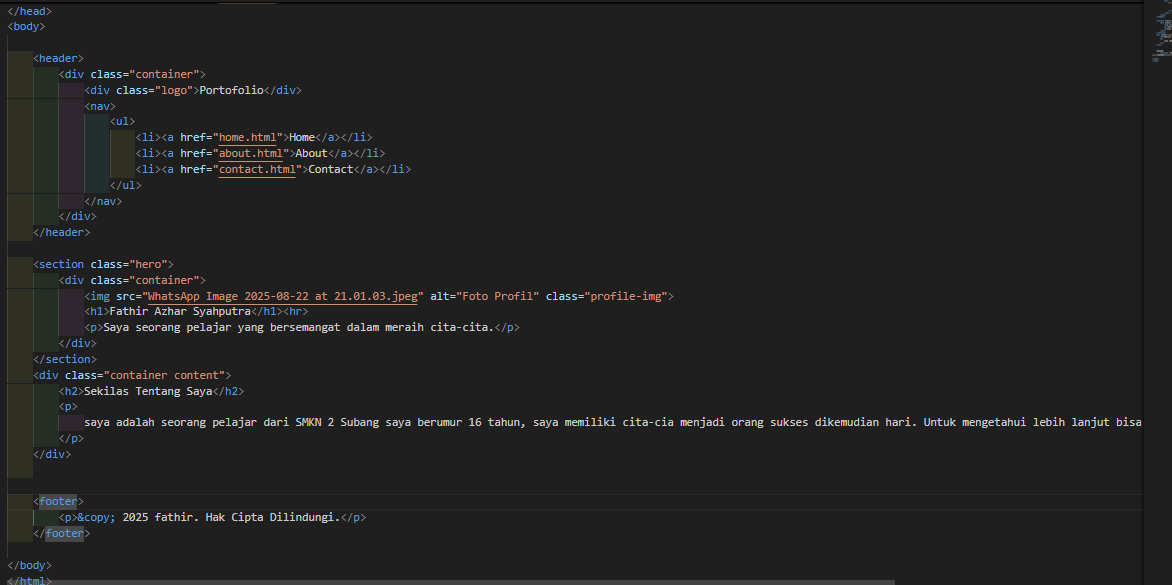 </head>
<body>
<header>
<div class="container">
<div class="logo">Portofolio</div>
<nav>
<ul>
<li><a href="home.html">Home</a></li>
<li><a href="about.html">About</a></li>
<li><a href="contact.html">Contact</a></li>
</ul>
</nav>
</div>
</header>
<section class="hero">
<div class="container">
<img src="WhatsApp Image 2025-08-22 at 21.01.03.jpeg" alt="Foto Profil" class="profile-img">
<h1>Fathir Azhar Syahputra</h1><hr>
<p>Saya seorang pelajar yang bersemangat dalam meraih cita-cita.</p>
</div>
</section>
<div class="container content">
<h2>Sekilas Tentang Saya</h2>
<p>
saya adalah seorang pelajar dari SMKN 2 Subang saya berumur 16 tahun, saya memiliki cita-cia menjadi orang sukses dikemudian hari. Untuk mengetahui lebih lanjut bisa
</p>
</div>
<footer>
<p>&copy; 2025 fathir. Hak Cipta Dilindungi.</p>
</footer>
</body>
</html>